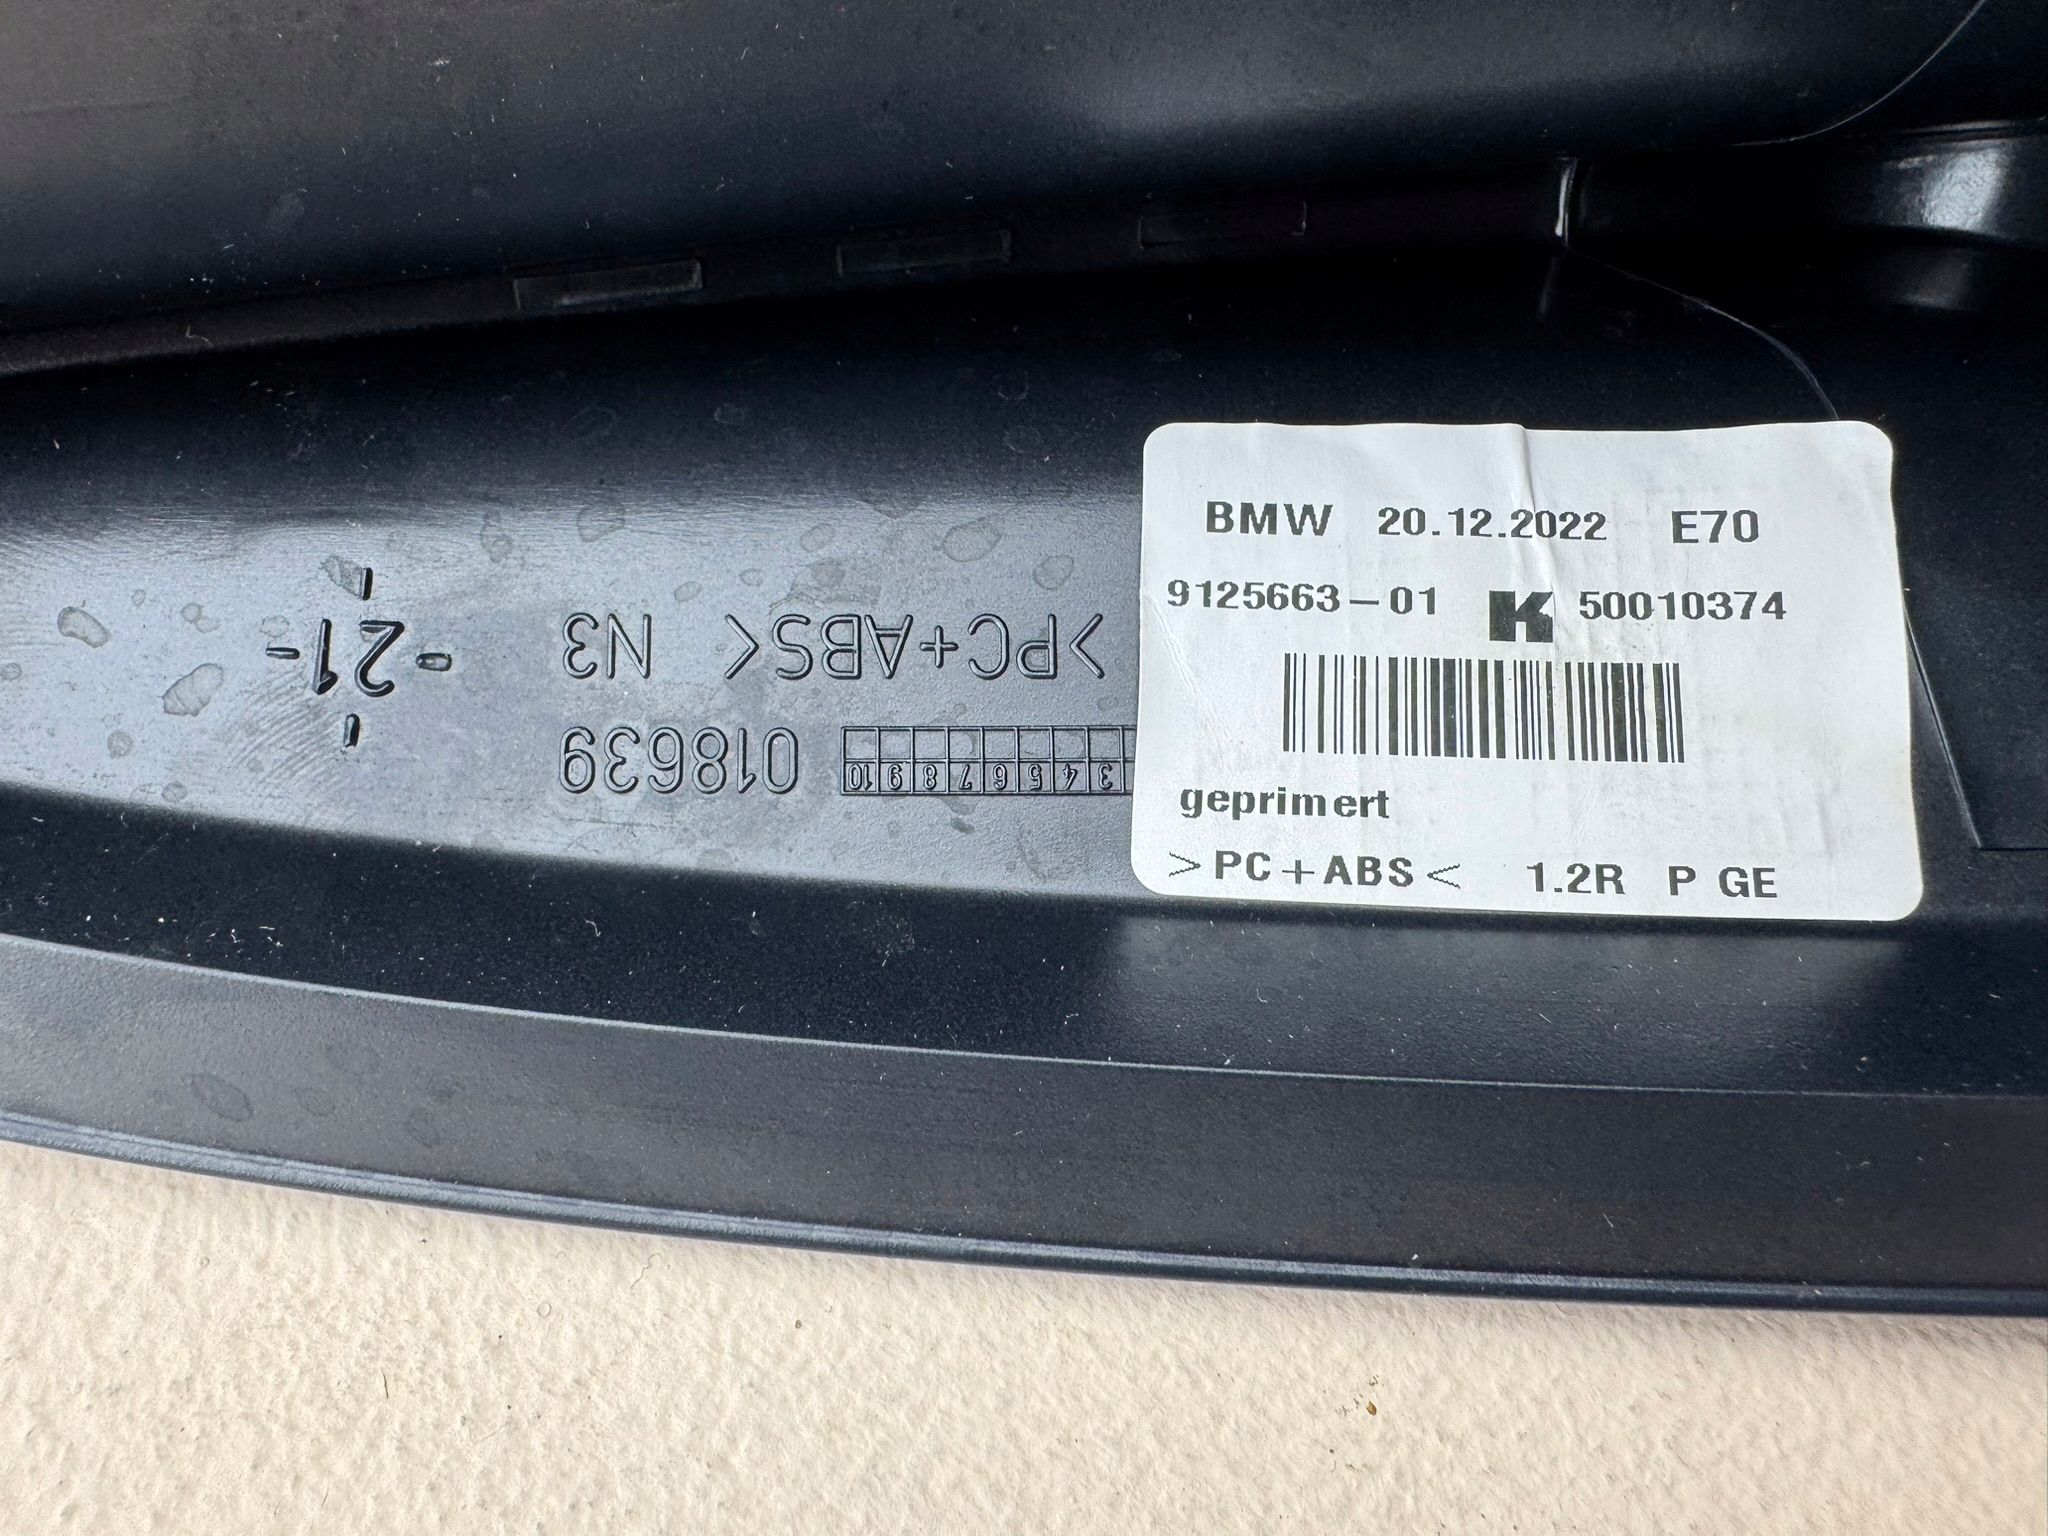 BMW 20.12.2022 E70
9125663-01 K 50010374
geprimert
>PC+ABS< 1.2R P GE
>PC+ABS< N3
-21-
3 4 5 6 7 8 9 10
018639